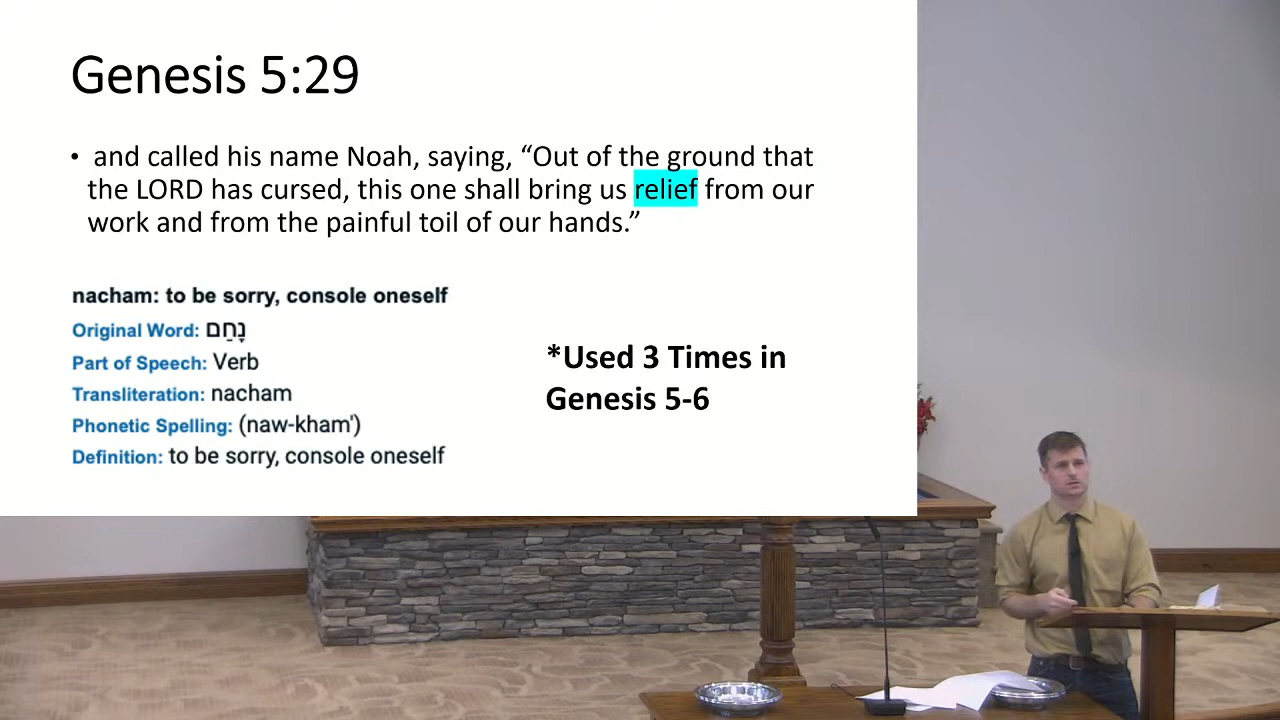 Genesis 5:29
• and called his name Noah, saying, “Out of the ground that
the LORD has cursed, this one shall bring us relief from our
work and from the painful toil of our hands.”
nacham: to be sorry, console oneself
Original Word: נָחַם
Part of Speech: Verb
Transliteration: nacham
Phonetic Spelling: (naw-kham')
Definition: to be sorry, console oneself
*Used 3 Times in
Genesis 5-6